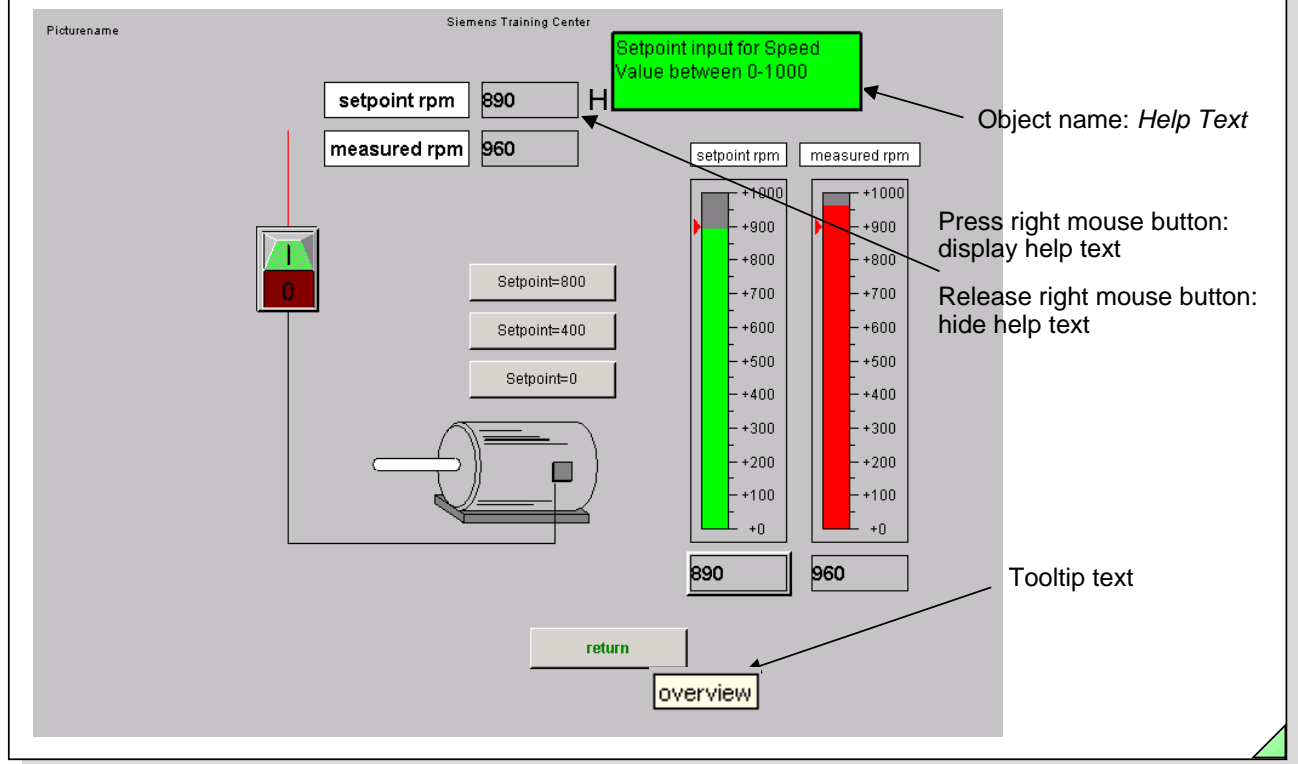 Picturename
Siemens Training Center
Setpoint input for Speed
Value between 0-1000
setpoint rpm
890
H
measured rpm
960
Object name: Help Text
Press right mouse button:
display help text
Release right mouse button:
hide help text
I
0
Setpoint=800
Setpoint=400
Setpoint=0
setpoint rpm
+1000
+900
+800
+700
+600
+500
+400
+300
+200
+100
+0
890
measured rpm
+1000
+900
+800
+700
+600
+500
+400
+300
+200
+100
+0
960
Tooltip text
return
overview